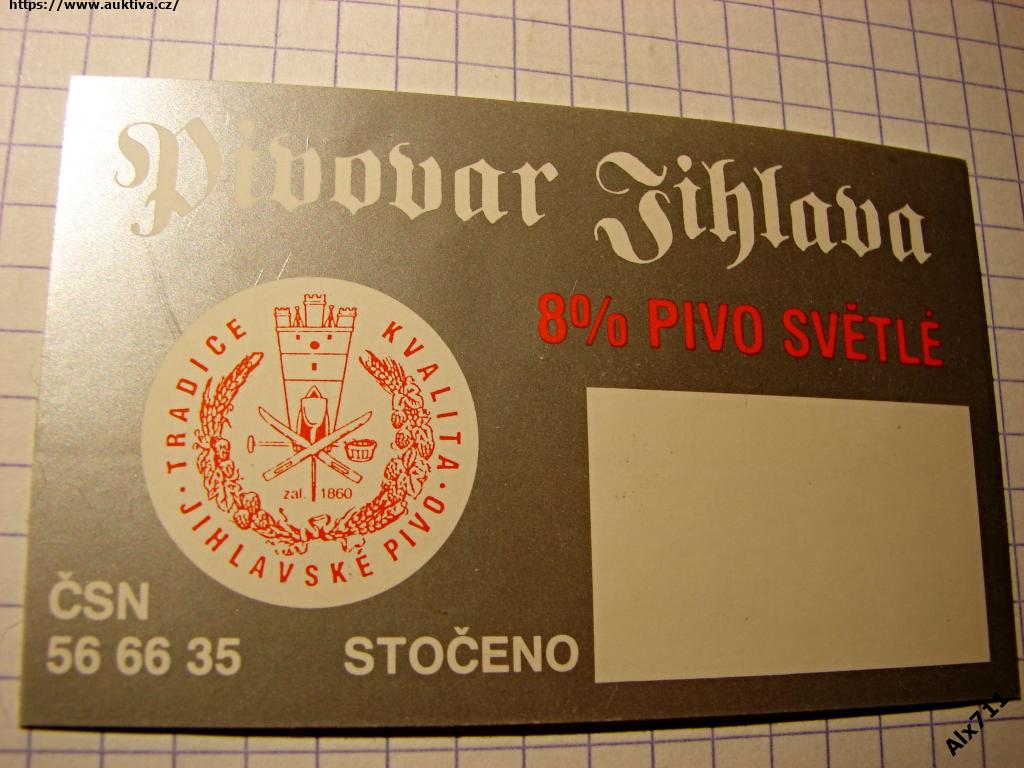 https://www.auktiva.cz/
Pivovar Jihlava
8% PIVO SVĚTLÉ
TRADICE KVALITA
· JIHLAVSKÉ PIVO ·
zal. 1860
ČSN
56 66 35
STOČENO
Alx711